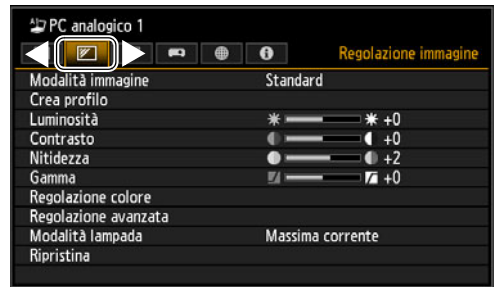 PC analogico 1
Regolazione immagine
Modalità immagine Standard
Crea profilo
Luminosità +0
Contrasto +0
Nitidezza +2
Gamma +0
Regolazione colore
Regolazione avanzata
Modalità lampada Massima corrente
Ripristina